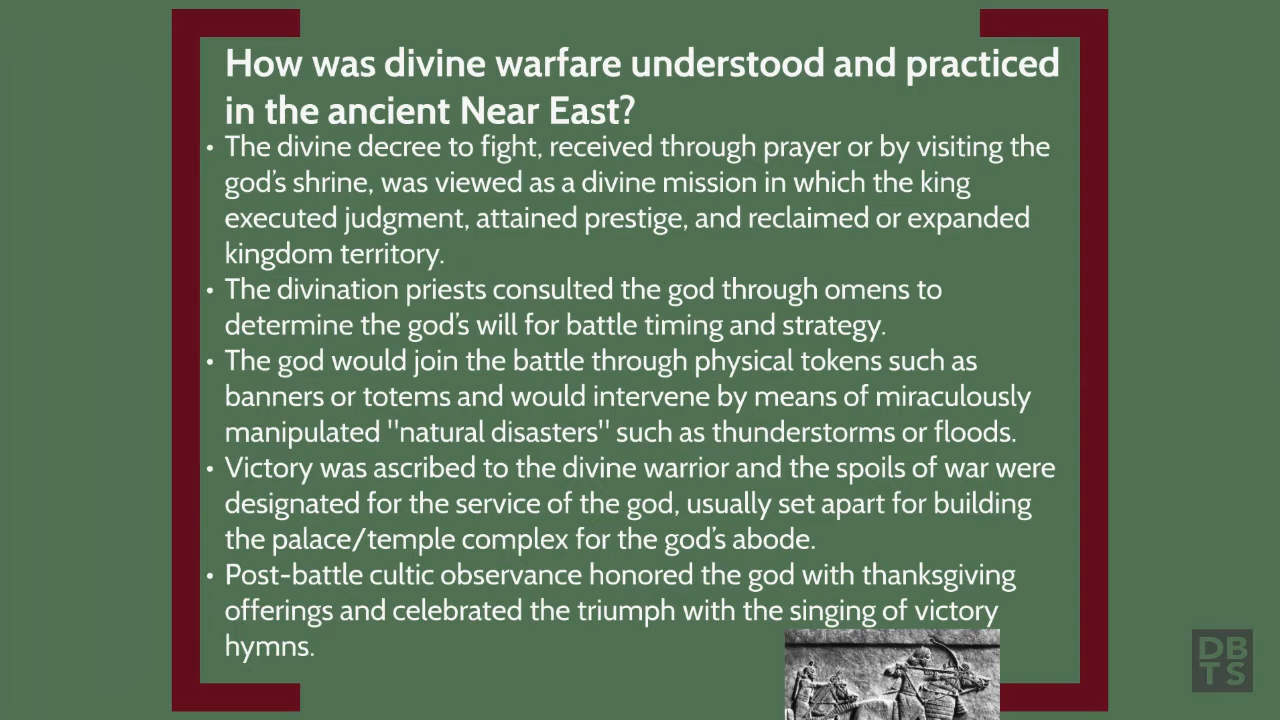 How was divine warfare understood and practiced
in the ancient Near East?
• The divine decree to fight, received through prayer or by visiting the
god's shrine, was viewed as a divine mission in which the king
executed judgment, attained prestige, and reclaimed or expanded
kingdom territory.
• The divination priests consulted the god through omens to
determine the god's will for battle timing and strategy.
• The god would join the battle through physical tokens such as
banners or totems and would intervene by means of miraculously
manipulated "natural disasters" such as thunderstorms or floods.
• Victory was ascribed to the divine warrior and the spoils of war were
designated for the service of the god, usually set apart for building
the palace/temple complex for the god's abode.
• Post-battle cultic observance honored the god with thanksgiving
offerings and celebrated the triumph with the singing of victory
hymns.
DB
TS